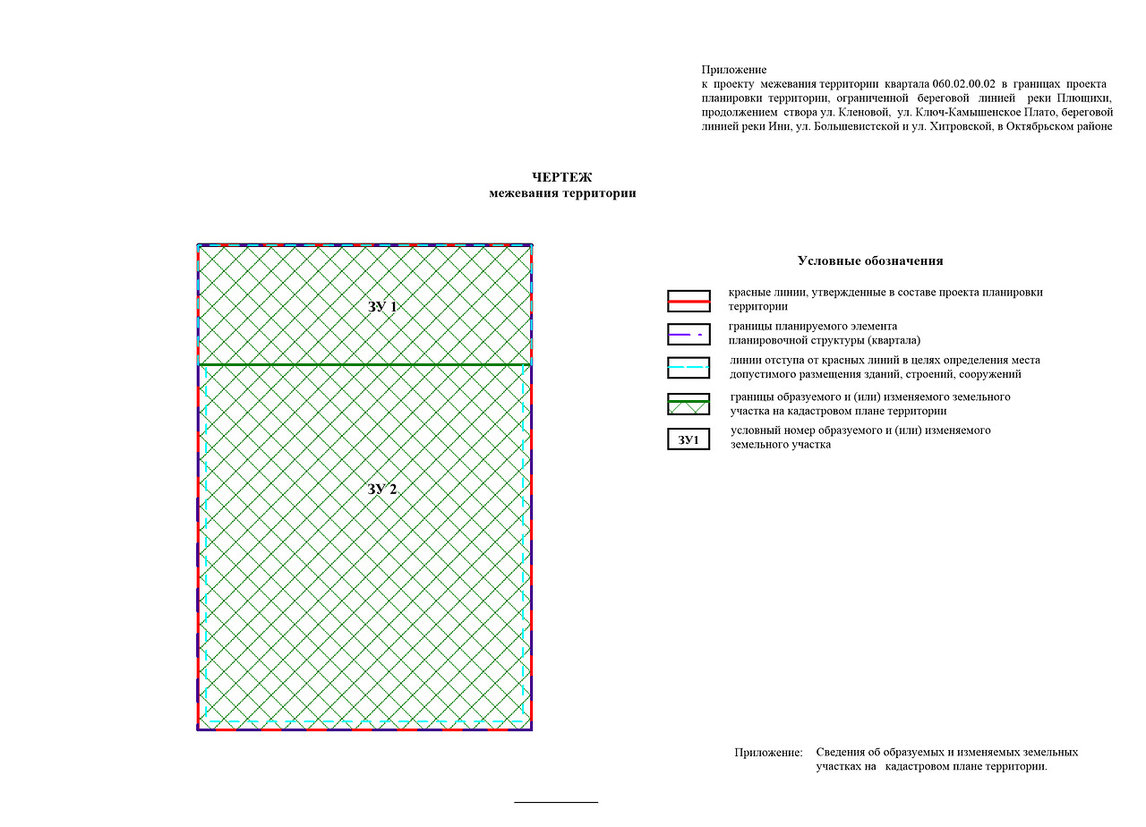 Приложение
к проекту межевания территории квартала 060.02.00.02 в границах проекта
планировки территории, ограниченной береговой линией реки Плющихи,
продолжением створа ул. Кленовой, ул. Ключ-Камышенское Плато, береговой
линией реки Ини, ул. Большевистской и ул. Хитровской, в Октябрьском районе
ЧЕРТЕЖ
межевания территории
ЗУ 1
ЗУ 2
Условные обозначения
красные линии, утвержденные в составе проекта планировки
территории
границы планируемого элемента
планировочной структуры (квартала)
линии отступа от красных линий в целях определения места
допустимого размещения зданий, строений, сооружений
границы образуемого и (или) изменяемого земельного
участка на кадастровом плане территории
ЗУ1
условный номер образуемого и (или) изменяемого
земельного участка
Приложение: Сведения об образуемых и изменяемых земельных
участках на кадастровом плане территории.